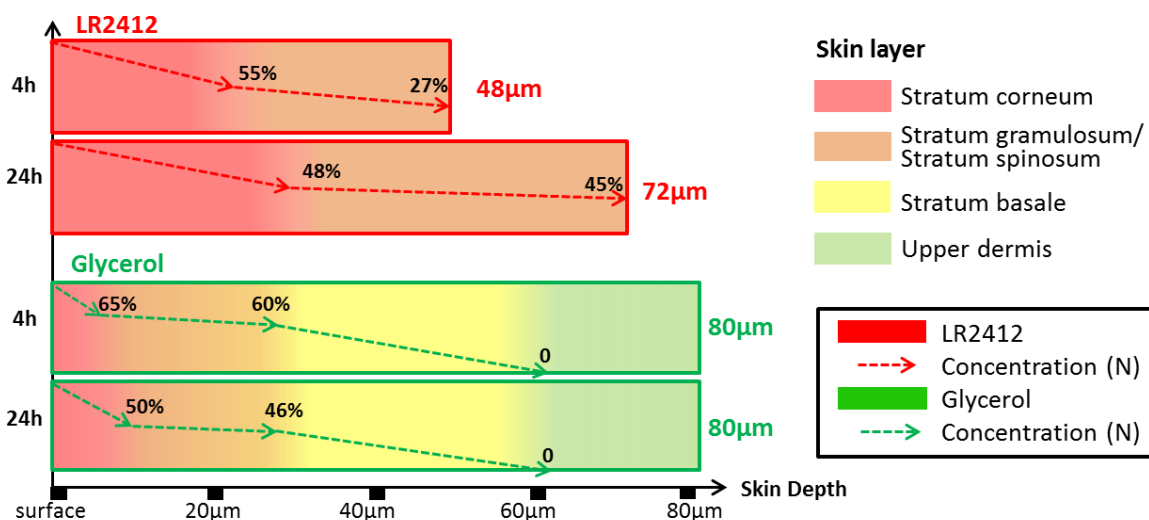 LR2412
4h
55%
27%
48µm
24h
48%
45%
72µm
Glycerol
4h
65%
60%
0
80µm
24h
50%
46%
0
80µm
surface
20µm
40µm
60µm
80µm
Skin Depth
Skin layer
Stratum corneum
Stratum gramulosum/
Stratum spinosum
Stratum basale
Upper dermis
LR2412
Concentration (N)
Glycerol
Concentration (N)